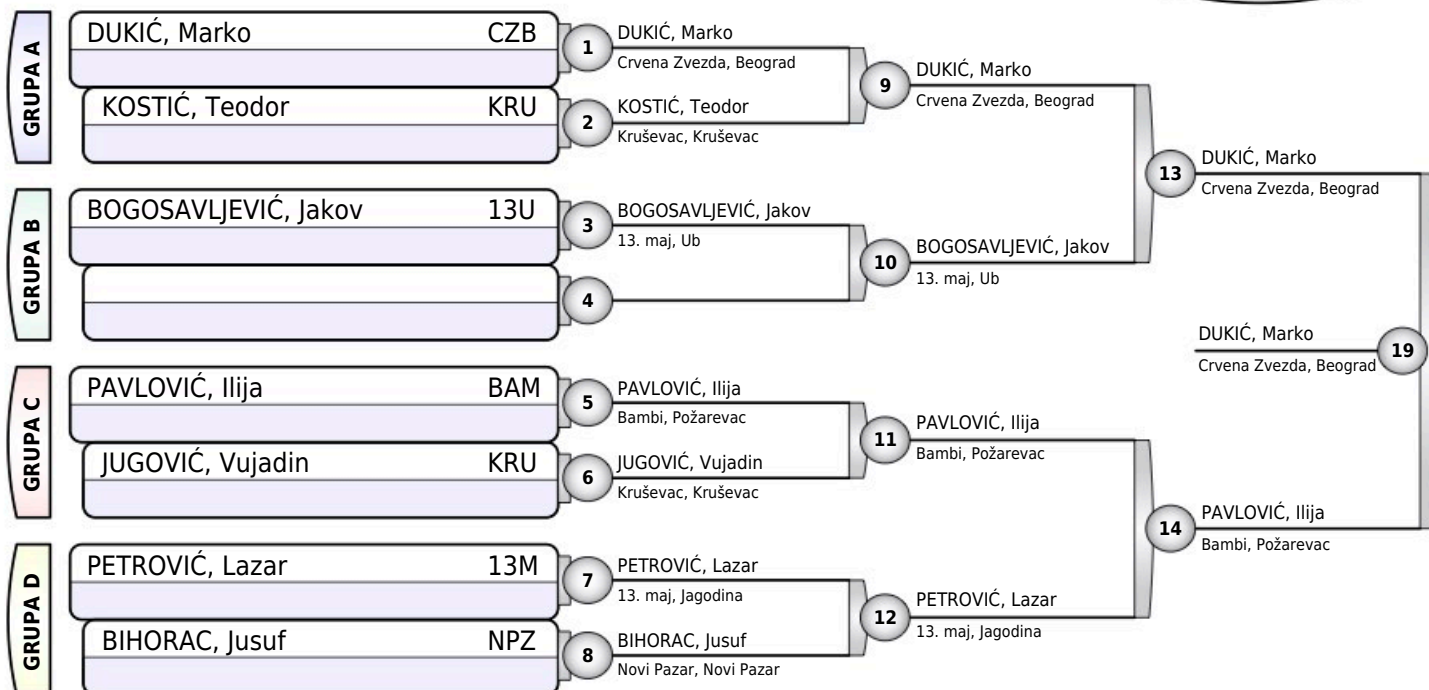 GRUPA A
DUKIĆ, Marko CZB
KOSTIĆ, Teodor KRU
GRUPA B
BOGOSAVLJEVIĆ, Jakov 13U
GRUPA C
PAVLOVIĆ, Ilija BAM
JUGOVIĆ, Vujadin KRU
GRUPA D
PETROVIĆ, Lazar 13M
BIHORAC, Jusuf NPZ
1
DUKIĆ, Marko
Crvena Zvezda, Beograd
2
KOSTIĆ, Teodor
Kruševac, Kruševac
3
BOGOSAVLJEVIĆ, Jakov
13. maj, Ub
4
5
PAVLOVIĆ, Ilija
Bambi, Požarevac
6
JUGOVIĆ, Vujadin
Kruševac, Kruševac
7
PETROVIĆ, Lazar
13. maj, Jagodina
8
BIHORAC, Jusuf
Novi Pazar, Novi Pazar
9
DUKIĆ, Marko
Crvena Zvezda, Beograd
10
BOGOSAVLJEVIĆ, Jakov
13. maj, Ub
11
PAVLOVIĆ, Ilija
Bambi, Požarevac
12
PETROVIĆ, Lazar
13. maj, Jagodina
13
DUKIĆ, Marko
Crvena Zvezda, Beograd
14
PAVLOVIĆ, Ilija
Bambi, Požarevac
DUKIĆ, Marko
Crvena Zvezda, Beograd
19